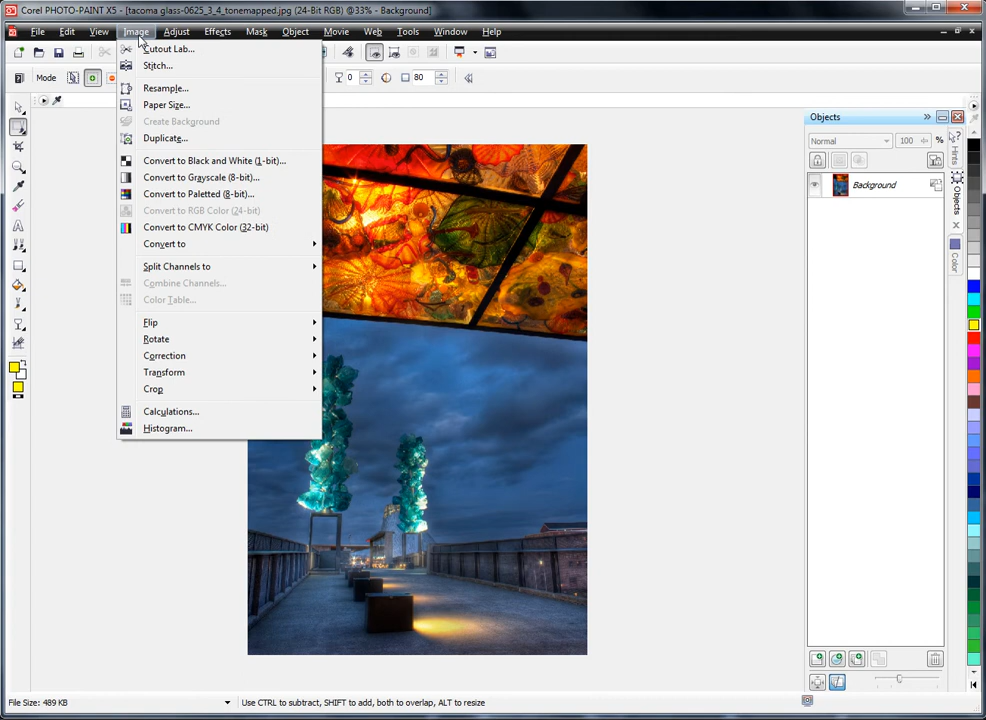 Corel PHOTO-PAINT X5 - [tacoma glass-0625_3_4_tonemapped.jpg (24-Bit RGB) @33% - Background]
File Edit View Image Adjust Effects Mask Object Movie Web Tools Window Help
Cutout Lab...
Stitch...
Mode
0
80
Resample...
Paper Size...
Create Background
Duplicate...
Convert to Black and White (1-bit)...
Convert to Grayscale (8-bit)...
Convert to Paletted (8-bit)...
Convert to RGB Color (24-bit)
Convert to CMYK Color (32-bit)
Convert to
Split Channels to
Combine Channels...
Color Table...
Flip
Rotate
Correction
Transform
Crop
Calculations...
Histogram...
Objects
Normal 100 %
Background
Hints
Objects
Color
File Size: 489 KB
Use CTRL to subtract, SHIFT to add, both to overlap, ALT to resize